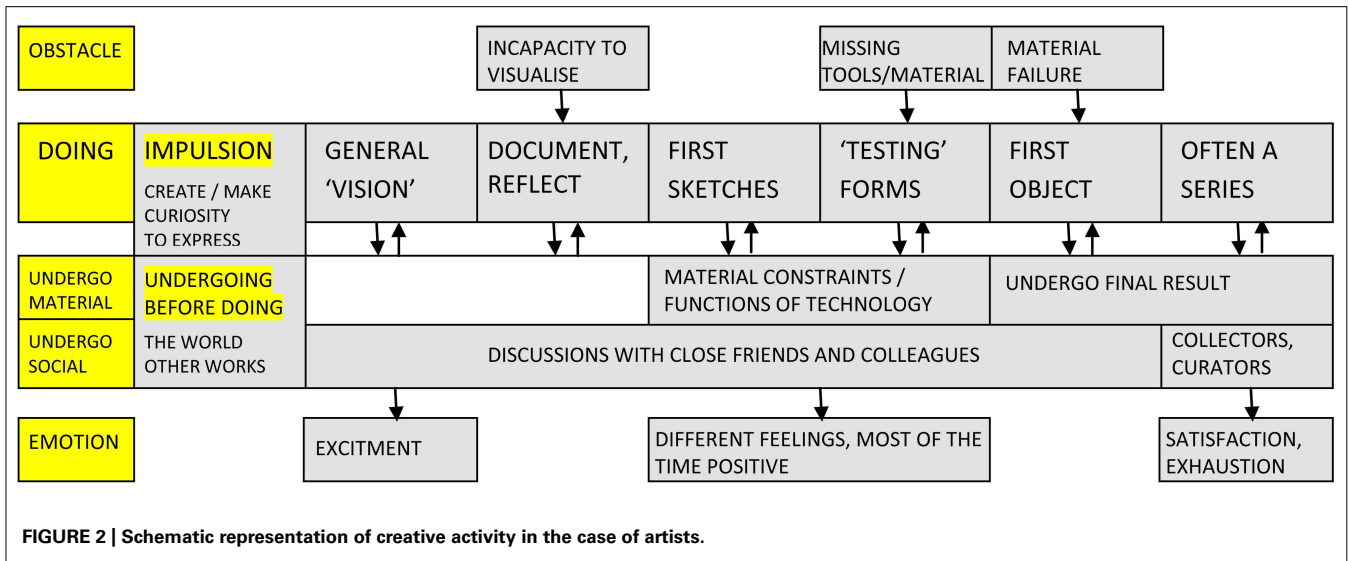 OBSTACLE
INCAPACITY TO
VISUALISE
MISSING
TOOLS/MATERIAL
MATERIAL
FAILURE
DOING
IMPULSION
CREATE / MAKE
CURIOSITY
TO EXPRESS
GENERAL
‘VISION’
DOCUMENT,
REFLECT
FIRST
SKETCHES
‘TESTING’
FORMS
FIRST
OBJECT
OFTEN A
SERIES
UNDERGO
MATERIAL
UNDERGOING
BEFORE DOING
THE WORLD
OTHER WORKS
MATERIAL CONSTRAINTS /
FUNCTIONS OF TECHNOLOGY
UNDERGO FINAL RESULT
UNDERGO
SOCIAL
DISCUSSIONS WITH CLOSE FRIENDS AND COLLEAGUES
COLLECTORS,
CURATORS
EMOTION
EXCITMENT
DIFFERENT FEELINGS, MOST OF THE
TIME POSITIVE
SATISFACTION,
EXHAUSTION
FIGURE 2 | Schematic representation of creative activity in the case of artists.